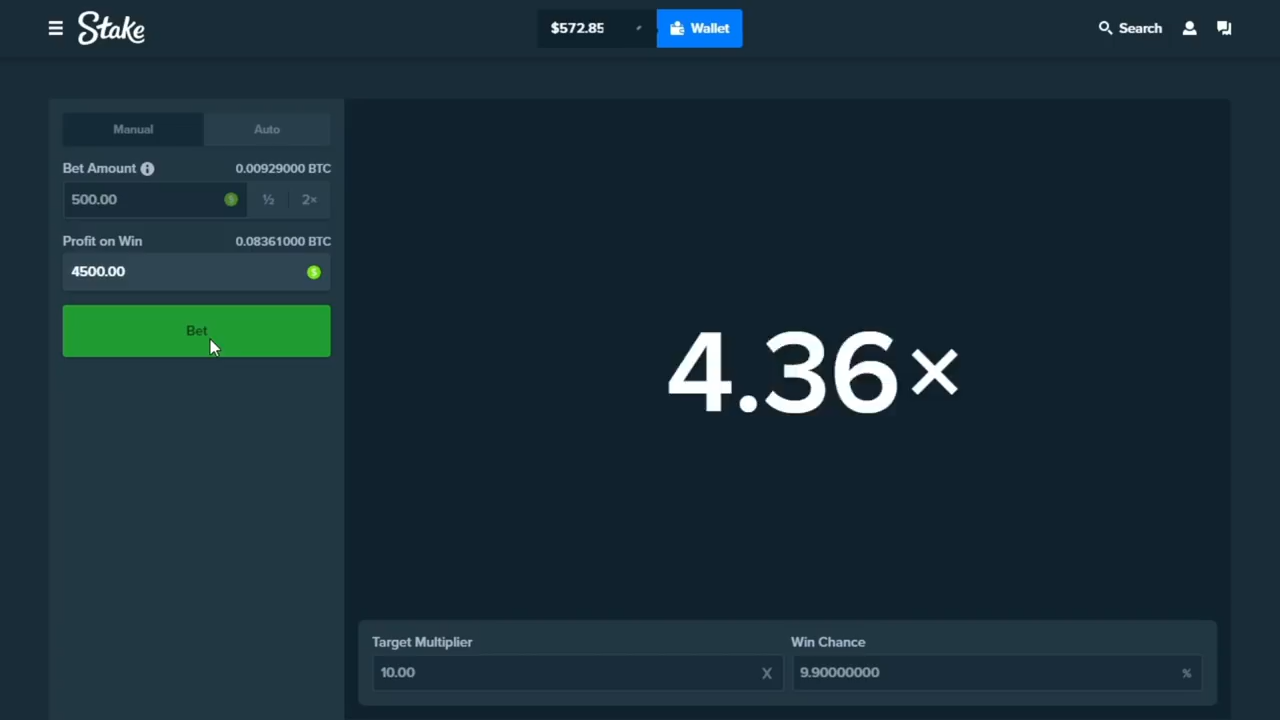 Stake
$572.85
Wallet
Search
Manual
Auto
Bet Amount
0.00929000 BTC
500.00
½
2×
Profit on Win
0.08361000 BTC
4500.00
Bet
4.36×
Target Multiplier
Win Chance
10.00
X
9.90000000
%